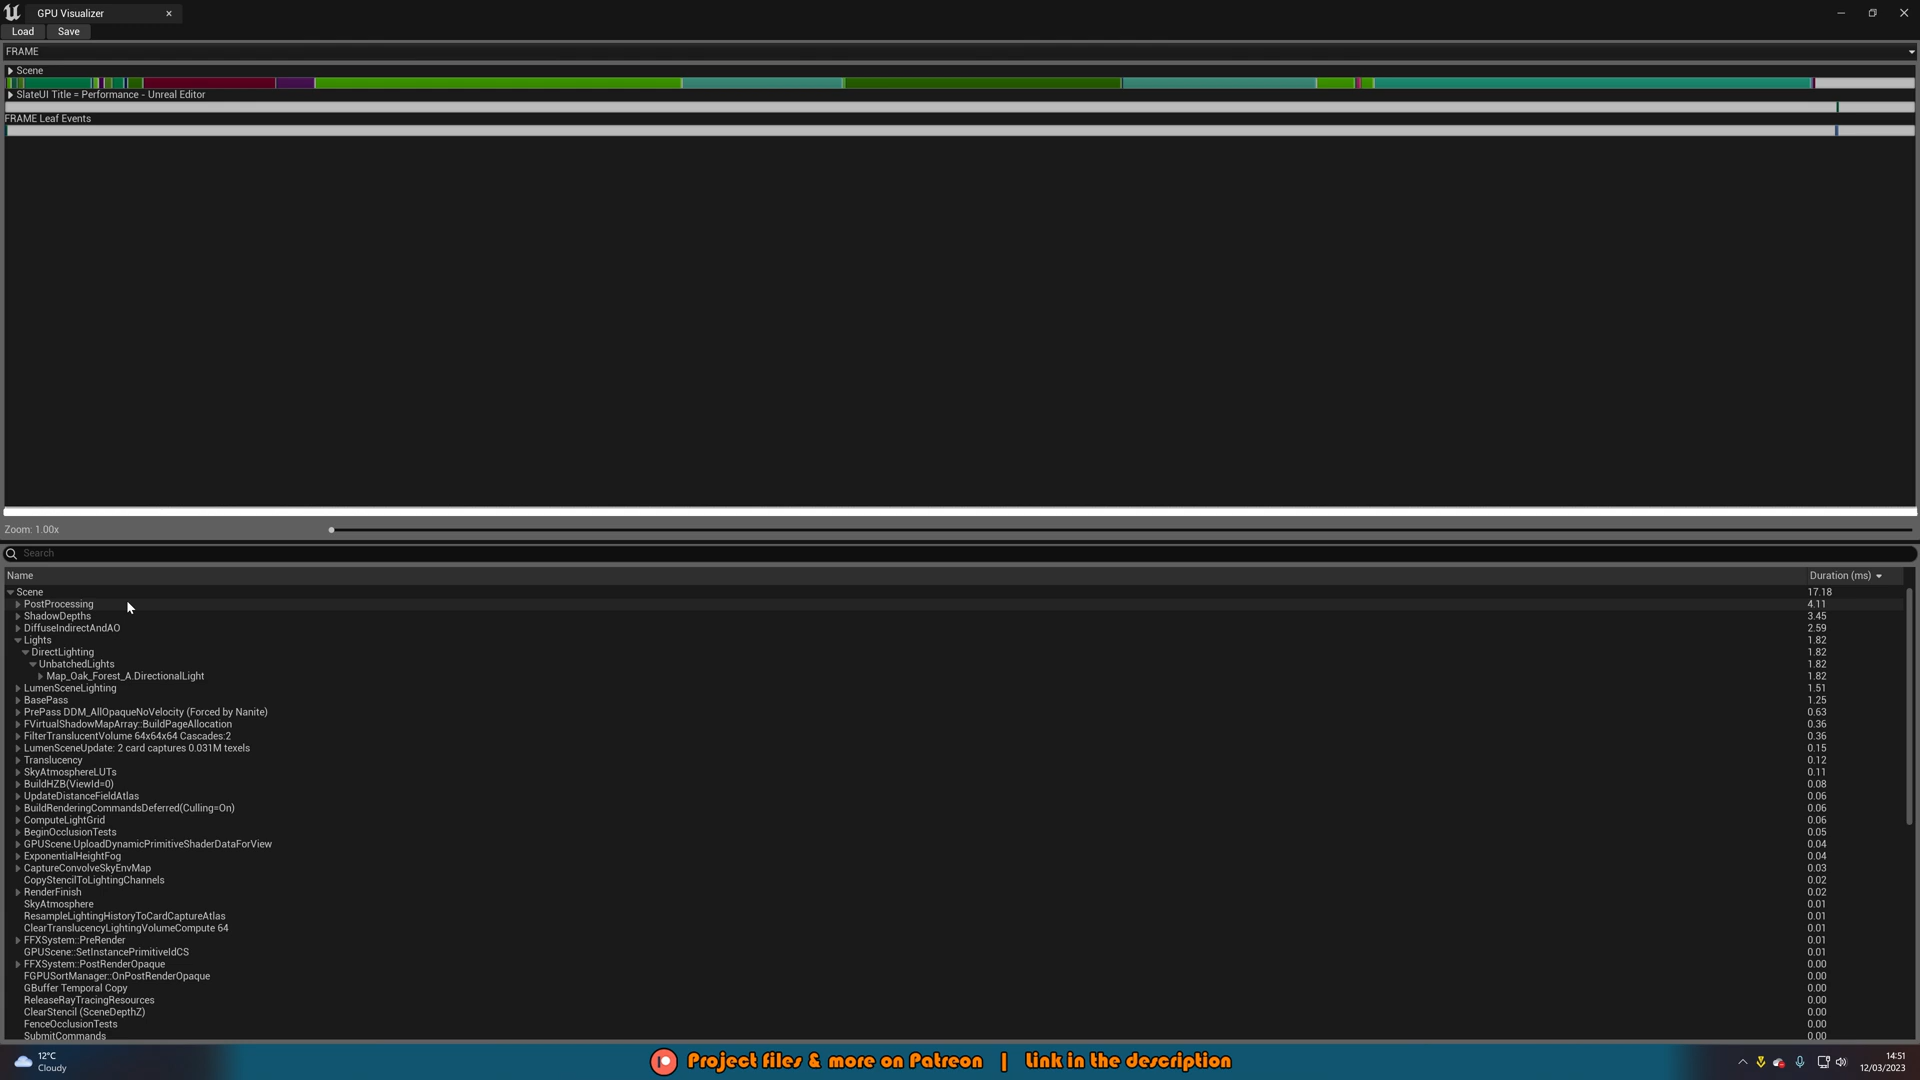 GPU Visualizer
Load Save
FRAME
Scene
SlateUI Title = Performance - Unreal Editor
FRAME Leaf Events
Zoom: 1.00x
Search
Name Duration (ms)
Scene 17.18
PostProcessing 4.11
ShadowDepths 3.45
DiffuseIndirectAndAO 2.59
Lights 1.82
DirectLighting 1.82
UnbatchedLights 1.82
Map_Oak_Forest_A.DirectionalLight 1.82
LumenSceneLighting 1.51
BasePass 1.25
PrePass DDM_AllOpaqueNoVelocity (Forced by Nanite) 0.63
FVirtualShadowMapArray::BuildPageAllocation 0.36
FilterTranslucentVolume 64x64x64 Cascades:2 0.36
LumenSceneUpdate: 2 card captures 0.031M texels 0.15
Translucency 0.12
SkyAtmosphereLUTs 0.11
BuildHZB(ViewId=0) 0.08
UpdateDistanceFieldAtlas 0.06
BuildRenderingCommandsDeferred(Culling=On) 0.06
ComputeLightGrid 0.06
BeginOcclusionTests 0.05
GPUScene.UploadDynamicPrimitiveShaderDataForView 0.04
ExponentialHeightFog 0.04
CaptureConvolveSkyEnvMap 0.03
CopyStencilToLightingChannels 0.02
RenderFinish 0.02
SkyAtmosphere 0.01
ResampleLightingHistoryToCardCaptureAtlas 0.01
ClearTranslucencyLightingVolumeCompute 64 0.01
FFXSystem::PreRender 0.01
GPUScene::SetInstancePrimitiveIdCS 0.01
FFXSystem::PostRenderOpaque 0.00
FGPUSortManager::OnPostRenderOpaque 0.00
GBuffer Temporal Copy 0.00
ReleaseRayTracingResources 0.00
ClearStencil (SceneDepthZ) 0.00
FenceOcclusionTests 0.00
SubmitCommands 0.00
12°C
Cloudy
Project files & more on Patreon | Link in the description
14:51
12/03/2023